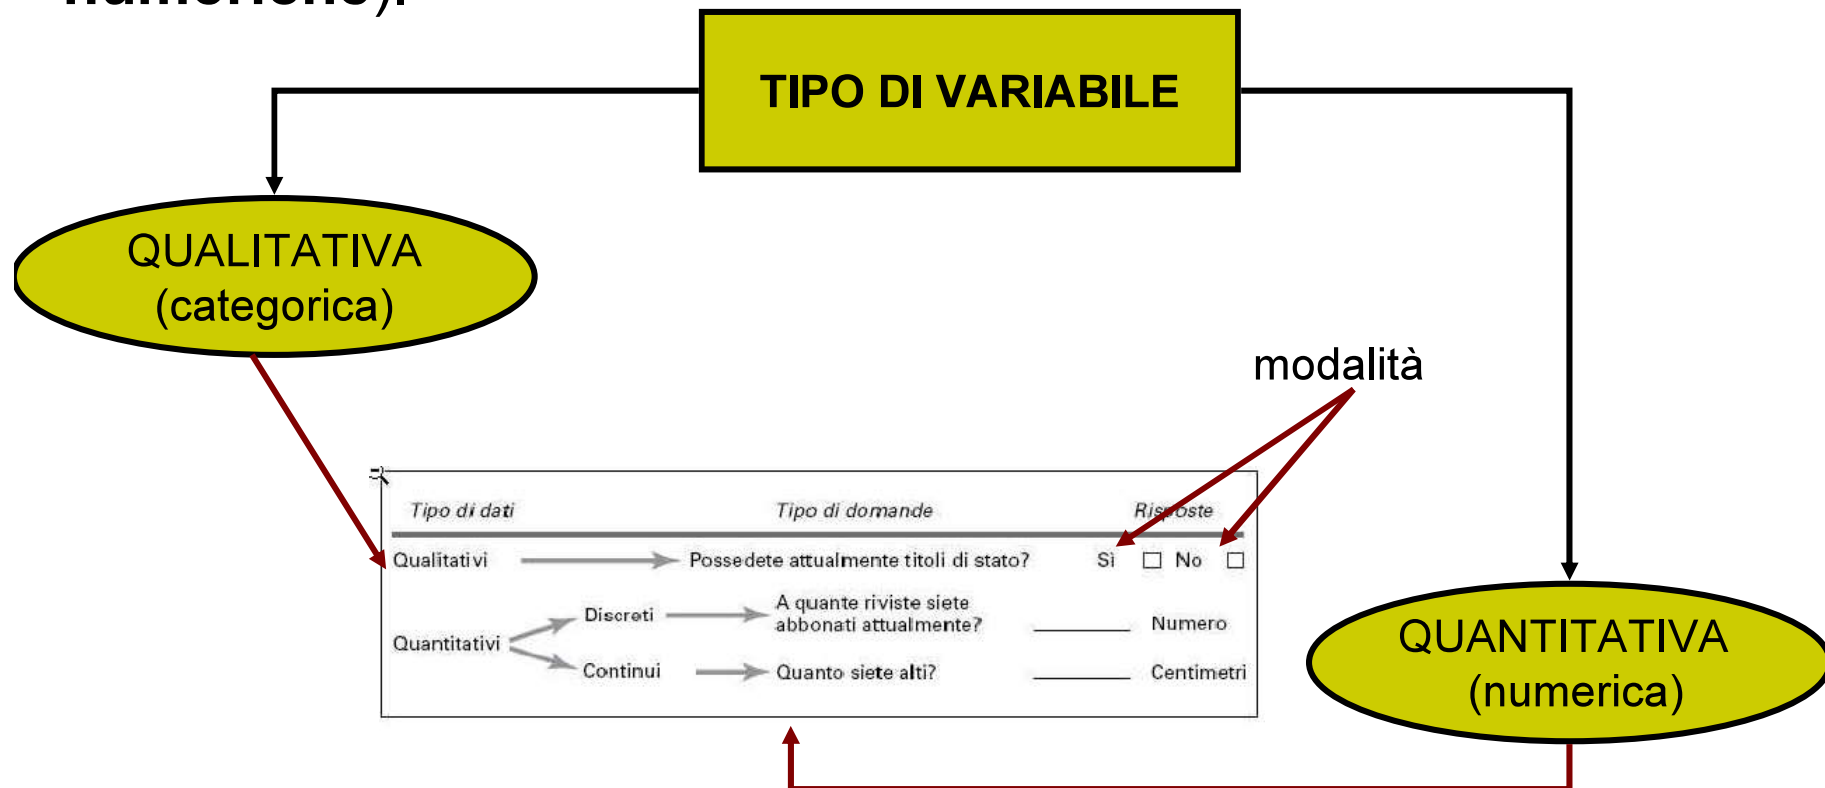 TIPO DI VARIABILE
QUALITATIVA
(categorica)
modalità
Tipo di dati Tipo di domande Risposte
Qualitativi Possedete attualmente titoli di stato? Sì No
Discreti A quante riviste siete
abbonati attualmente? Numero
Quantitativi
Continui Quanto siete alti? Centimetri
QUANTITATIVA
(numerica)